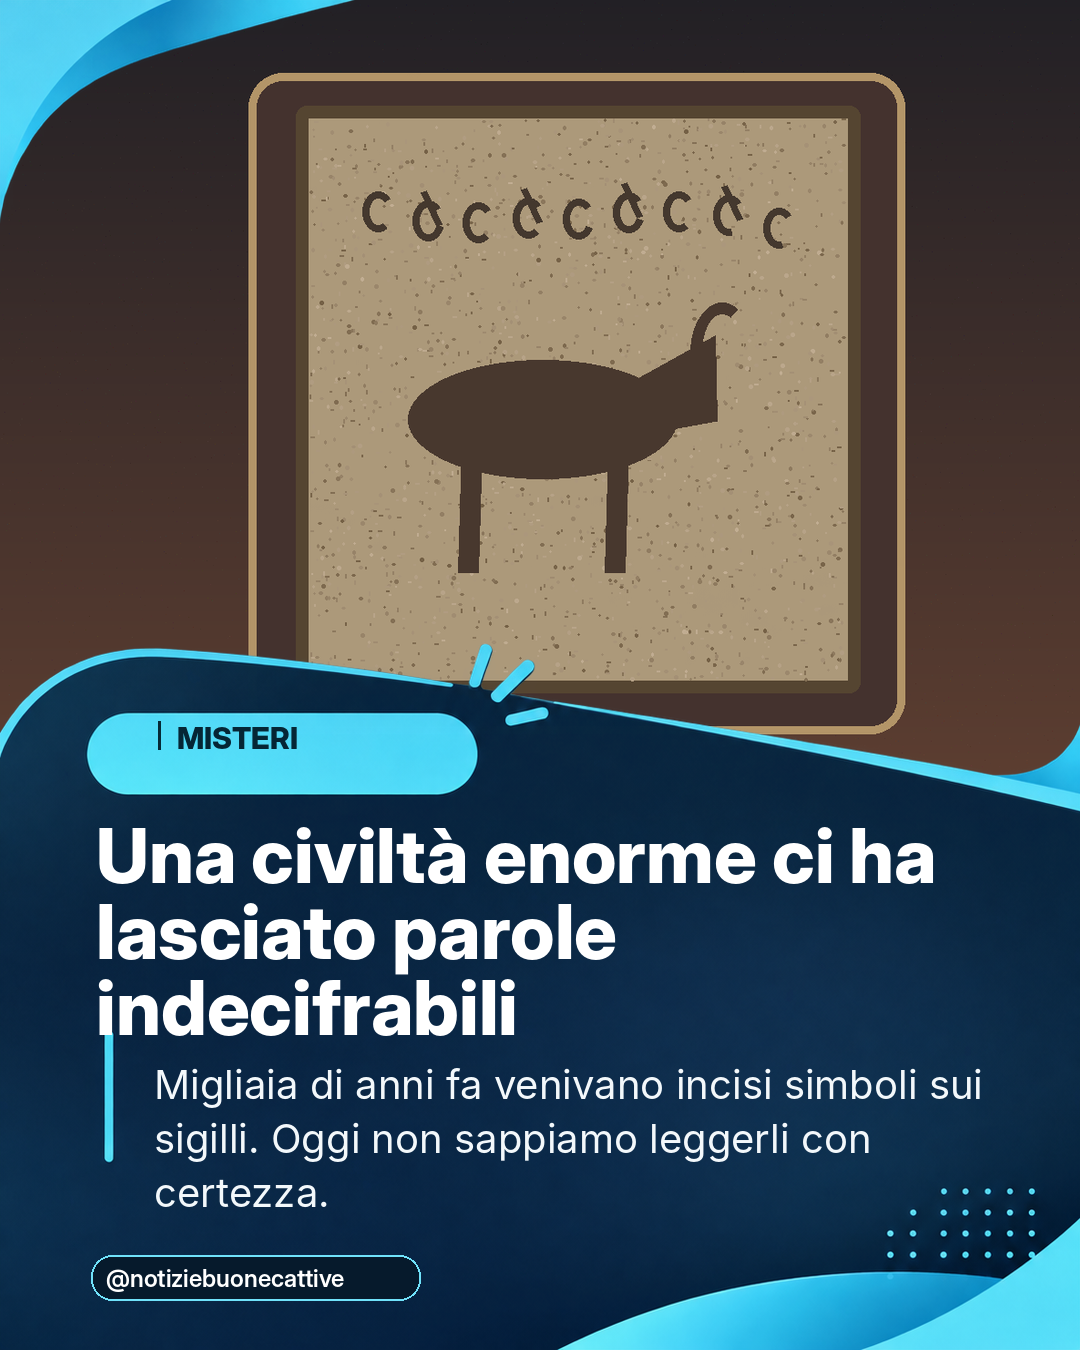 MISTERI
Una civiltà enorme ci ha
lasciato parole
indecifrabili
Migliaia di anni fa venivano incisi simboli sui
sigilli. Oggi non sappiamo leggerli con
certezza.
@notiziebuonecattive